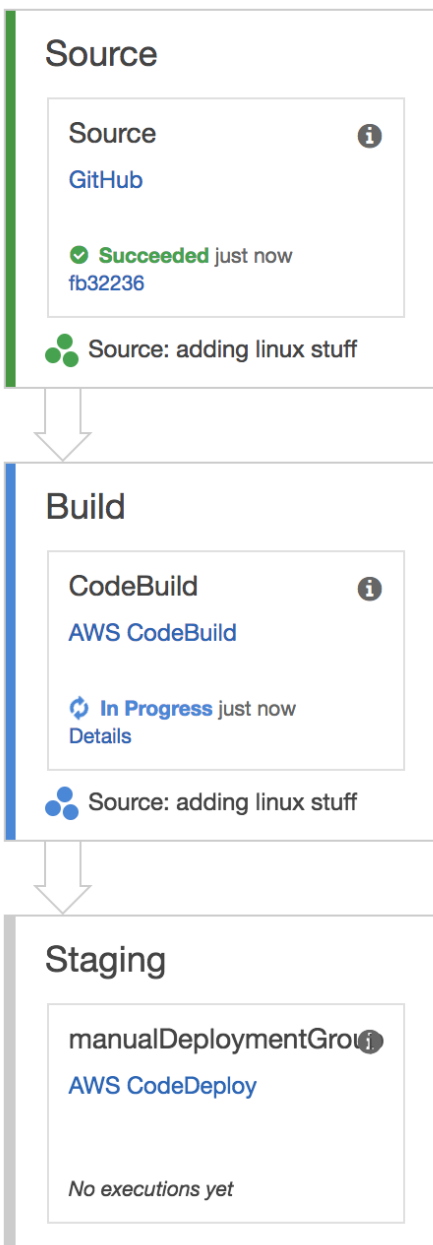 Source
Source
GitHub
Succeeded just now
fb32236
Source: adding linux stuff
Build
CodeBuild
AWS CodeBuild
In Progress just now
Details
Source: adding linux stuff
Staging
manualDeploymentGroup
AWS CodeDeploy
No executions yet